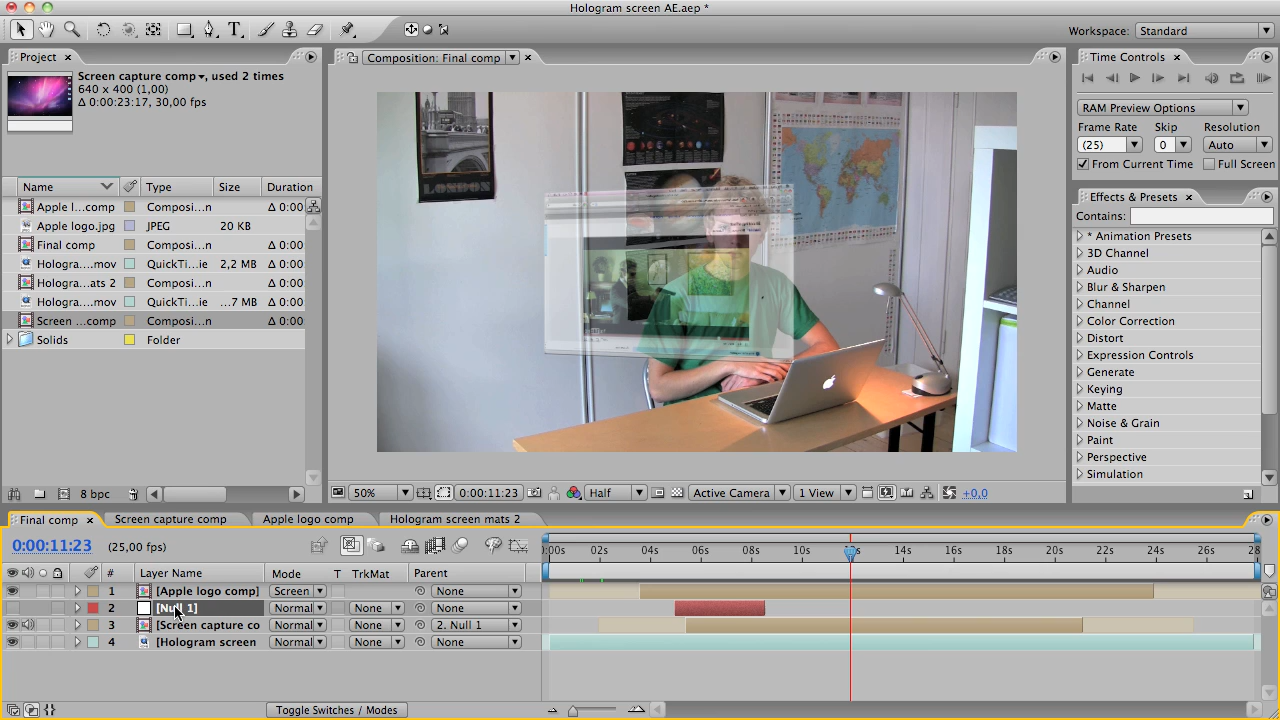 Hologram screen AE.aep *
Workspace: Standard
Project
Screen capture comp, used 2 times
640 x 400 (1,00)
Δ 0:00:23:17, 30,00 fps
Name Type Size Duration
Apple l...comp Composi...n Δ 0:00
Apple logo.jpg JPEG 20 KB
Final comp Composi...n Δ 0:00
Hologra....mov QuickTi...ie 2,2 MB Δ 0:00
Hologra...ats 2 Composi...n Δ 0:00
Hologra....mov QuickTi...ie ...7 MB Δ 0:00
Screen ...comp Composi...n Δ 0:00
Solids Folder
8 bpc
Composition: Final comp
LONDON
50% 0:00:11:23 Half Active Camera 1 View +0,0
Time Controls
RAM Preview Options
Frame Rate Skip Resolution
(25) 0 Auto
From Current Time Full Screen
Effects & Presets
Contains:
* Animation Presets
3D Channel
Audio
Blur & Sharpen
Channel
Color Correction
Distort
Expression Controls
Generate
Keying
Matte
Noise & Grain
Paint
Perspective
Simulation
Final comp Screen capture comp Apple logo comp Hologram screen mats 2
0:00:11:23 (25,00 fps)
:00s 02s 04s 06s 08s 10s 12s 14s 16s 18s 20s 22s 24s 26s 28
# Layer Name Mode T TrkMat Parent
1 [Apple logo comp] Screen None
2 [Null 1] Normal None None
3 [Screen capture co Normal None 2. Null 1
4 [Hologram screen Normal None None
Toggle Switches / Modes